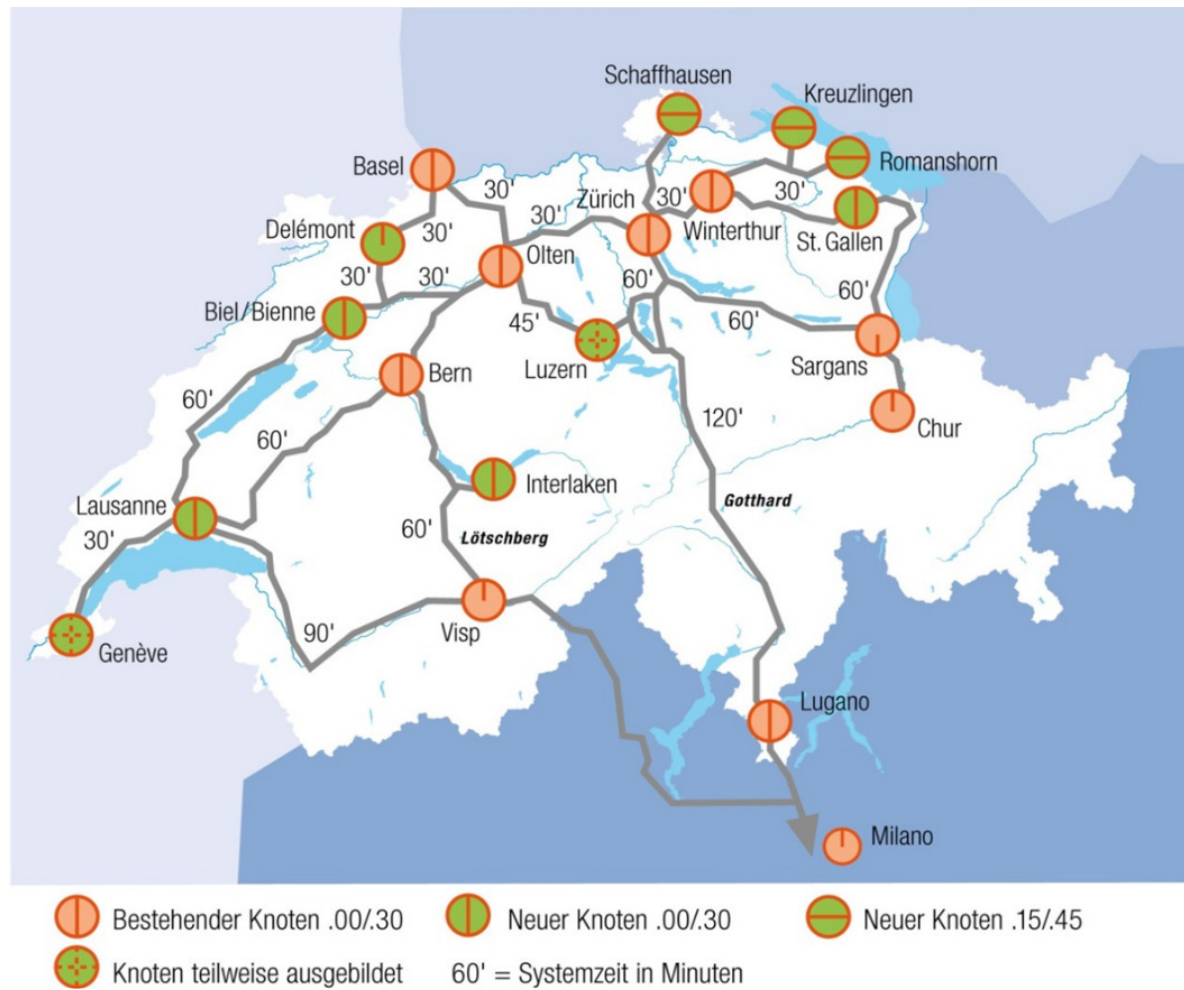 Schaffhausen
Kreuzlingen
Basel
Romanshorn
30'
Zürich
30'
30'
30'
Winterthur
St. Gallen
Delémont
30'
Olten
30'
30'
60'
60'
Biel/Bienne
45'
60'
Luzern
Sargans
Bern
60'
120'
Chur
60'
Interlaken
Gotthard
Lausanne
30'
60'
Lötschberg
Genève
90'
Visp
Lugano
Milano
Bestehender Knoten .00/.30
Neuer Knoten .00/.30
Neuer Knoten .15/.45
Knoten teilweise ausgebildet
60' = Systemzeit in Minuten